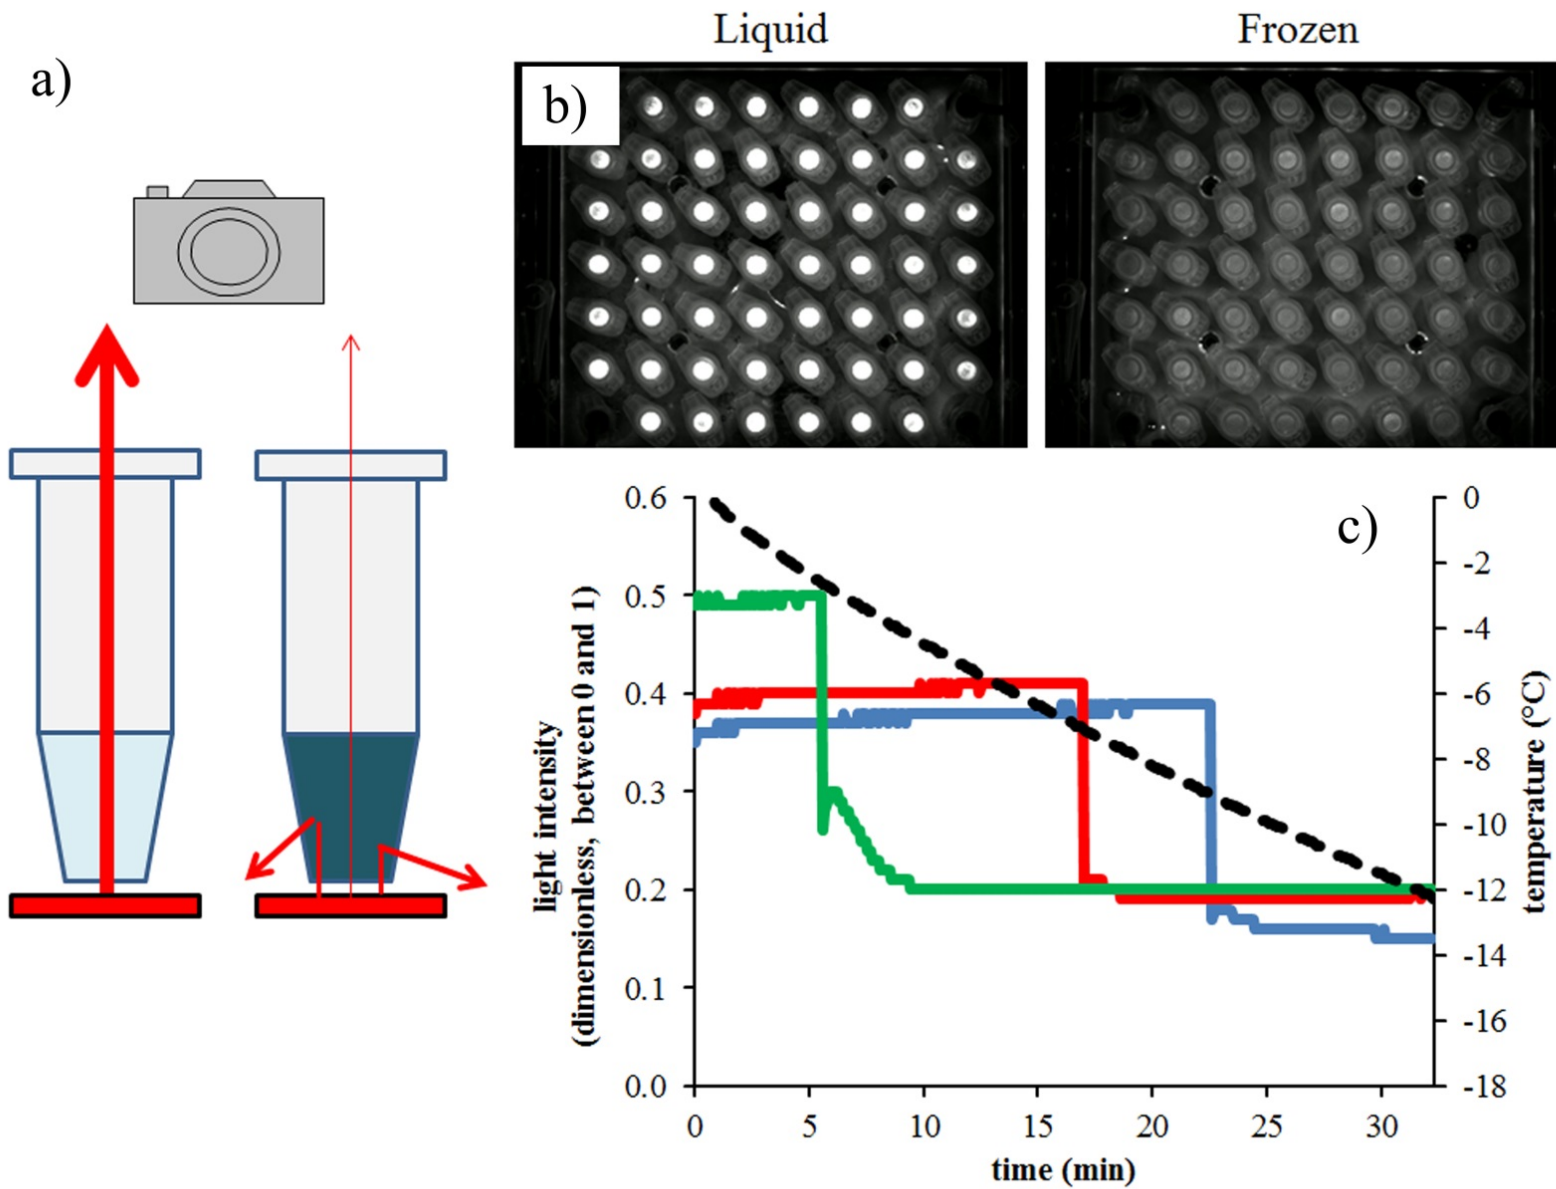 a)
Liquid
Frozen
b)
c)
light intensity
(dimensionless, between 0 and 1)
0.6
0.5
0.4
0.3
0.2
0.1
0.0
0
-2
-4
-6
-8
-10
-12
-14
-16
-18
temperature (°C)
0 5 10 15 20 25 30
time (min)